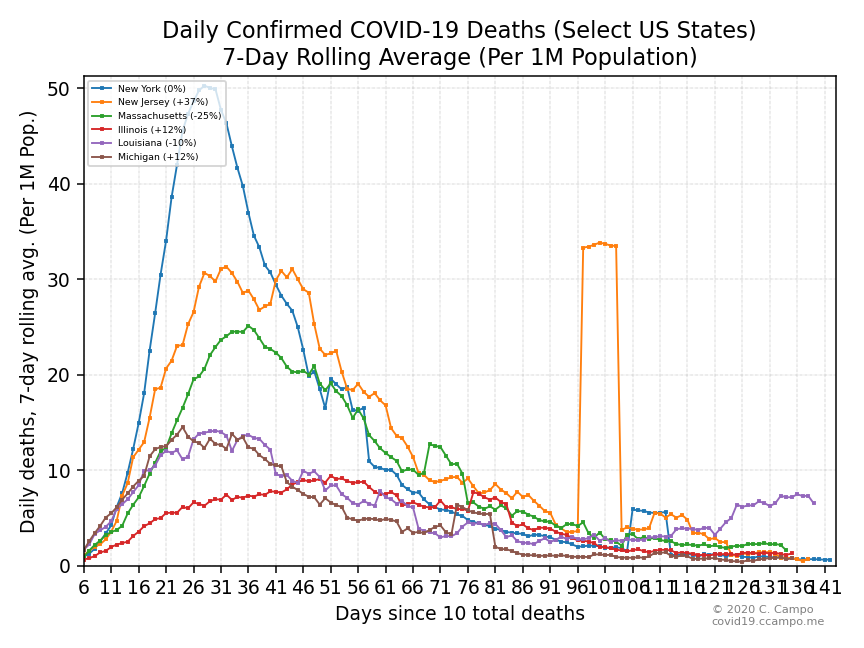 Daily Confirmed COVID-19 Deaths (Select US States)
7-Day Rolling Average (Per 1M Population)
Daily deaths, 7-day rolling avg. (Per 1M Pop.)
50
40
30
20
10
0
New York (0%)
New Jersey (+37%)
Massachusetts (-25%)
Illinois (+12%)
Louisiana (-10%)
Michigan (+12%)
6 11 16 21 26 31 36 41 46 51 56 61 66 71 76 81 86 91 96 101 106 111 116 121 126 131 136 141
Days since 10 total deaths
© 2020 C. Campo
covid19.ccampo.me